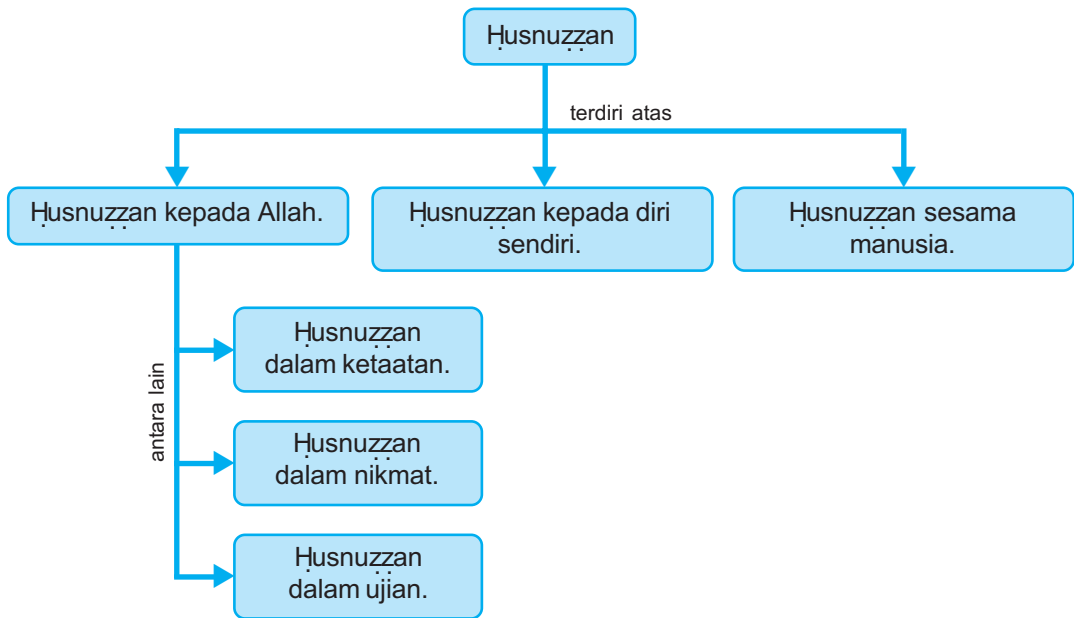 Ḥusnuẓẓan
terdiri atas
Ḥusnuẓẓan kepada Allah.
Ḥusnuẓẓan kepada diri
sendiri.
Ḥusnuẓẓan sesama
manusia.
antara lain
Ḥusnuẓẓan
dalam ketaatan.
Ḥusnuẓẓan
dalam nikmat.
Ḥusnuẓẓan
dalam ujian.